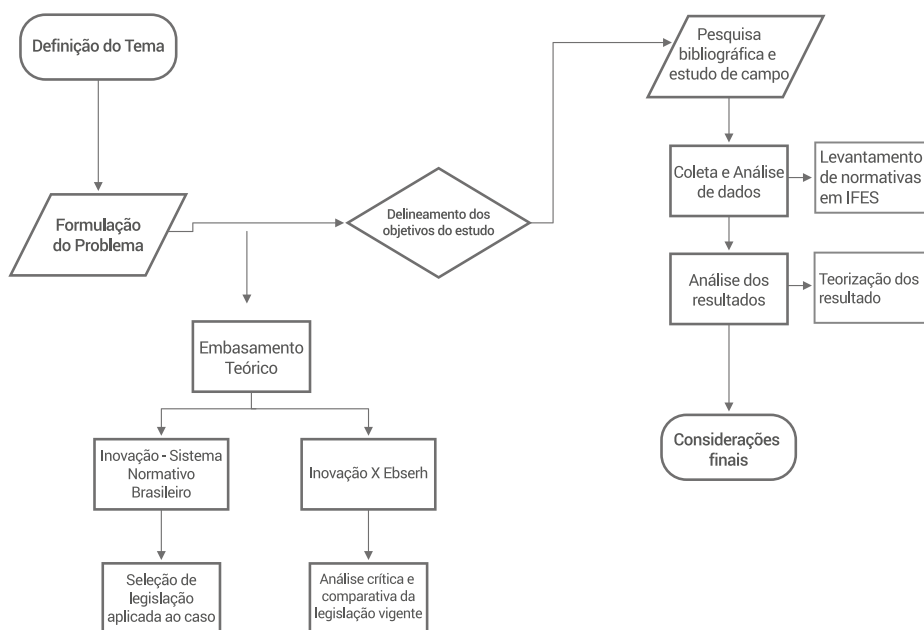 Definição do Tema
Formulação
do Problema
Delineamento dos
objetivos do estudo
Embasamento
Teórico
Inovação - Sistema
Normativo
Brasileiro
Inovação X Ebserh
Seleção de
legislação
aplicada ao caso
Análise crítica e
comparativa da
legislação vigente
Pesquisa
bibliográfica e
estudo de campo
Coleta e Análise
de dados
Levantamento
de normativas
em IFES
Análise dos
resultados
Teorização dos
resultado
Considerações
finais